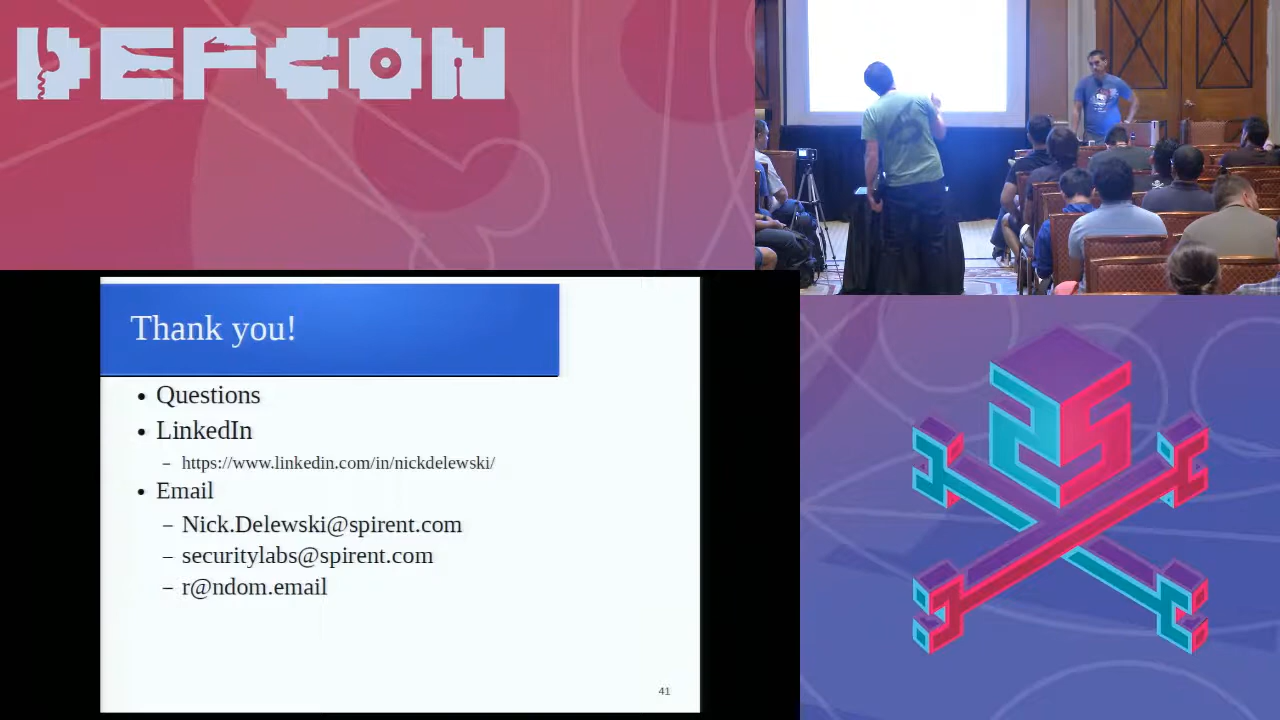 DEFCON
Thank you!
• Questions
• LinkedIn
– https://www.linkedin.com/in/nickdelewski/
• Email
– Nick.Delewski@spirent.com
– securitylabs@spirent.com
– r@ndom.email
41
25